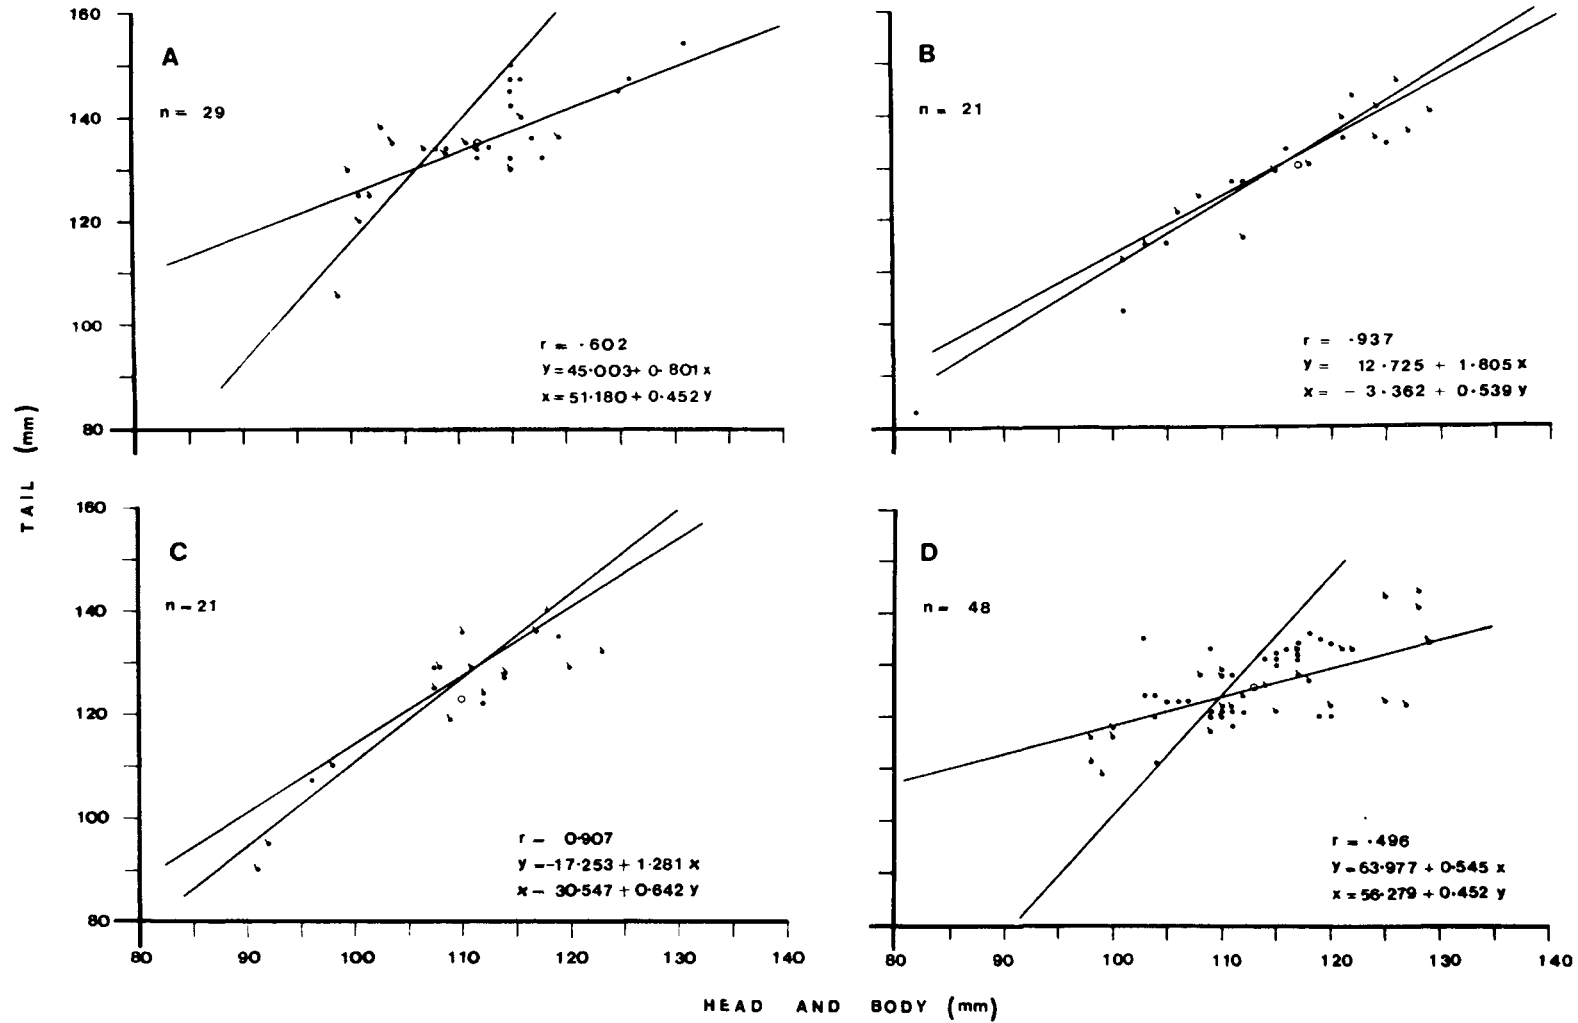 160
A
n = 29
140
120
100
r = ·602
y = 45·003 + 0·801 x
x = 51·180 + 0·452 y
80
B
n = 21
r = ·937
y = 12·725 + 1·805 x
x = - 3·362 + 0·539 y
TAIL (mm)
160
C
n = 21
140
120
100
r = 0·907
y = -17·253 + 1·281 x
x = 30·547 + 0·642 y
80
80 90 100 110 120 130 140
D
n = 48
r = ·496
y = 63·977 + 0·545 x
x = 56·279 + 0·452 y
80 90 100 110 120 130 140
HEAD AND BODY (mm)